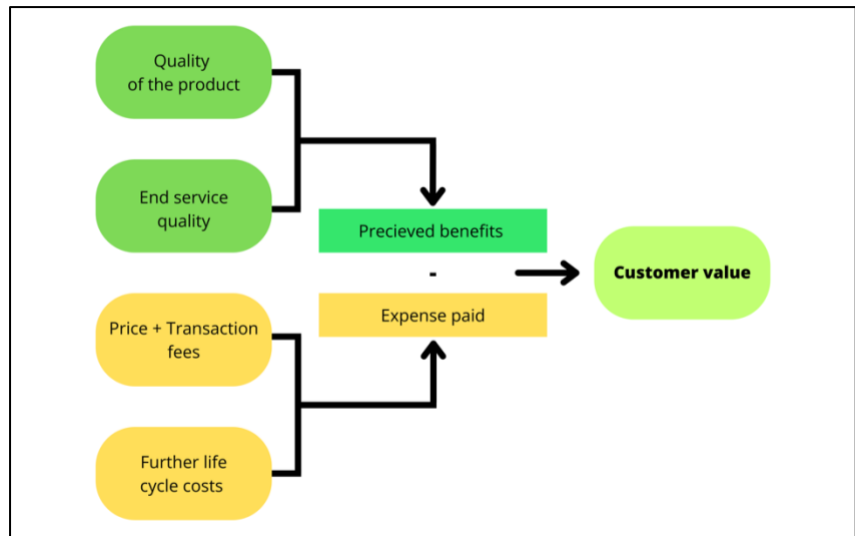 Quality
of the product
End service
quality
Precieved benefits
-
Customer value
Price + Transaction
fees
Expense paid
Further life
cycle costs